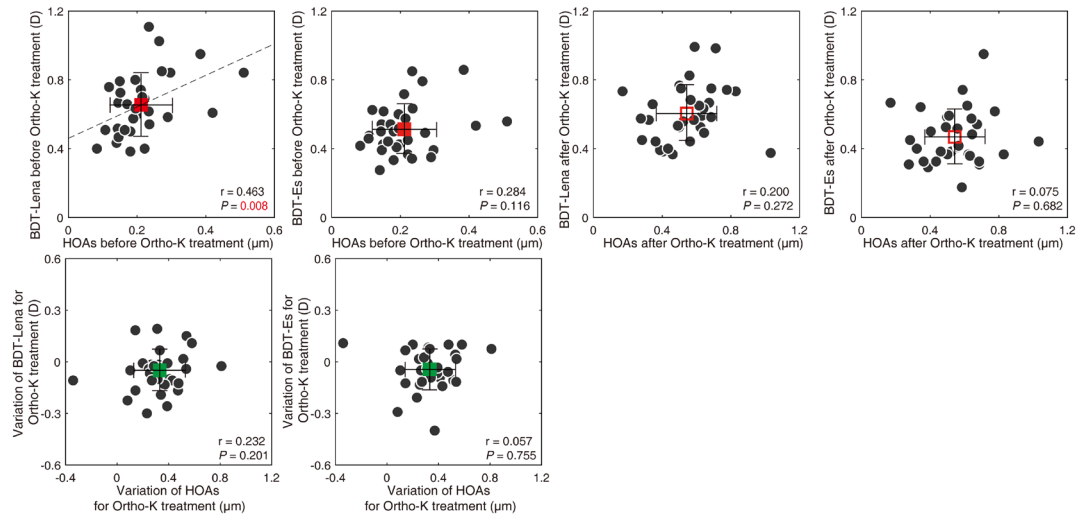 BDT-Lena before Ortho-K treatment (D)
1.2
0.8
0.4
0
r = 0.463
P = 0.008
0 0.2 0.4 0.6
HOAs before Ortho-K treatment (μm)
BDT-Es before Ortho-K treatment (D)
1.2
0.8
0.4
0
r = 0.284
P = 0.116
0 0.2 0.4 0.6
HOAs before Ortho-K treatment (μm)
BDT-Lena after Ortho-K treatment (D)
1.2
0.8
0.4
0
r = 0.200
P = 0.272
0 0.4 0.8 1.2
HOAs after Ortho-K treatment (μm)
BDT-Es after Ortho-K treatment (D)
1.2
0.8
0.4
0
r = 0.075
P = 0.682
0 0.4 0.8 1.2
HOAs after Ortho-K treatment (μm)
Variation of BDT-Lena for
Ortho-K treatment (D)
0.6
0.3
0
-0.3
-0.6
r = 0.232
P = 0.201
-0.4 0 0.4 0.8 1.2
Variation of HOAs
for Ortho-K treatment (μm)
Variation of BDT-Es for
Ortho-K treatment (D)
0.6
0.3
0
-0.3
-0.6
r = 0.057
P = 0.755
-0.4 0 0.4 0.8 1.2
Variation of HOAs
for Ortho-K treatment (μm)